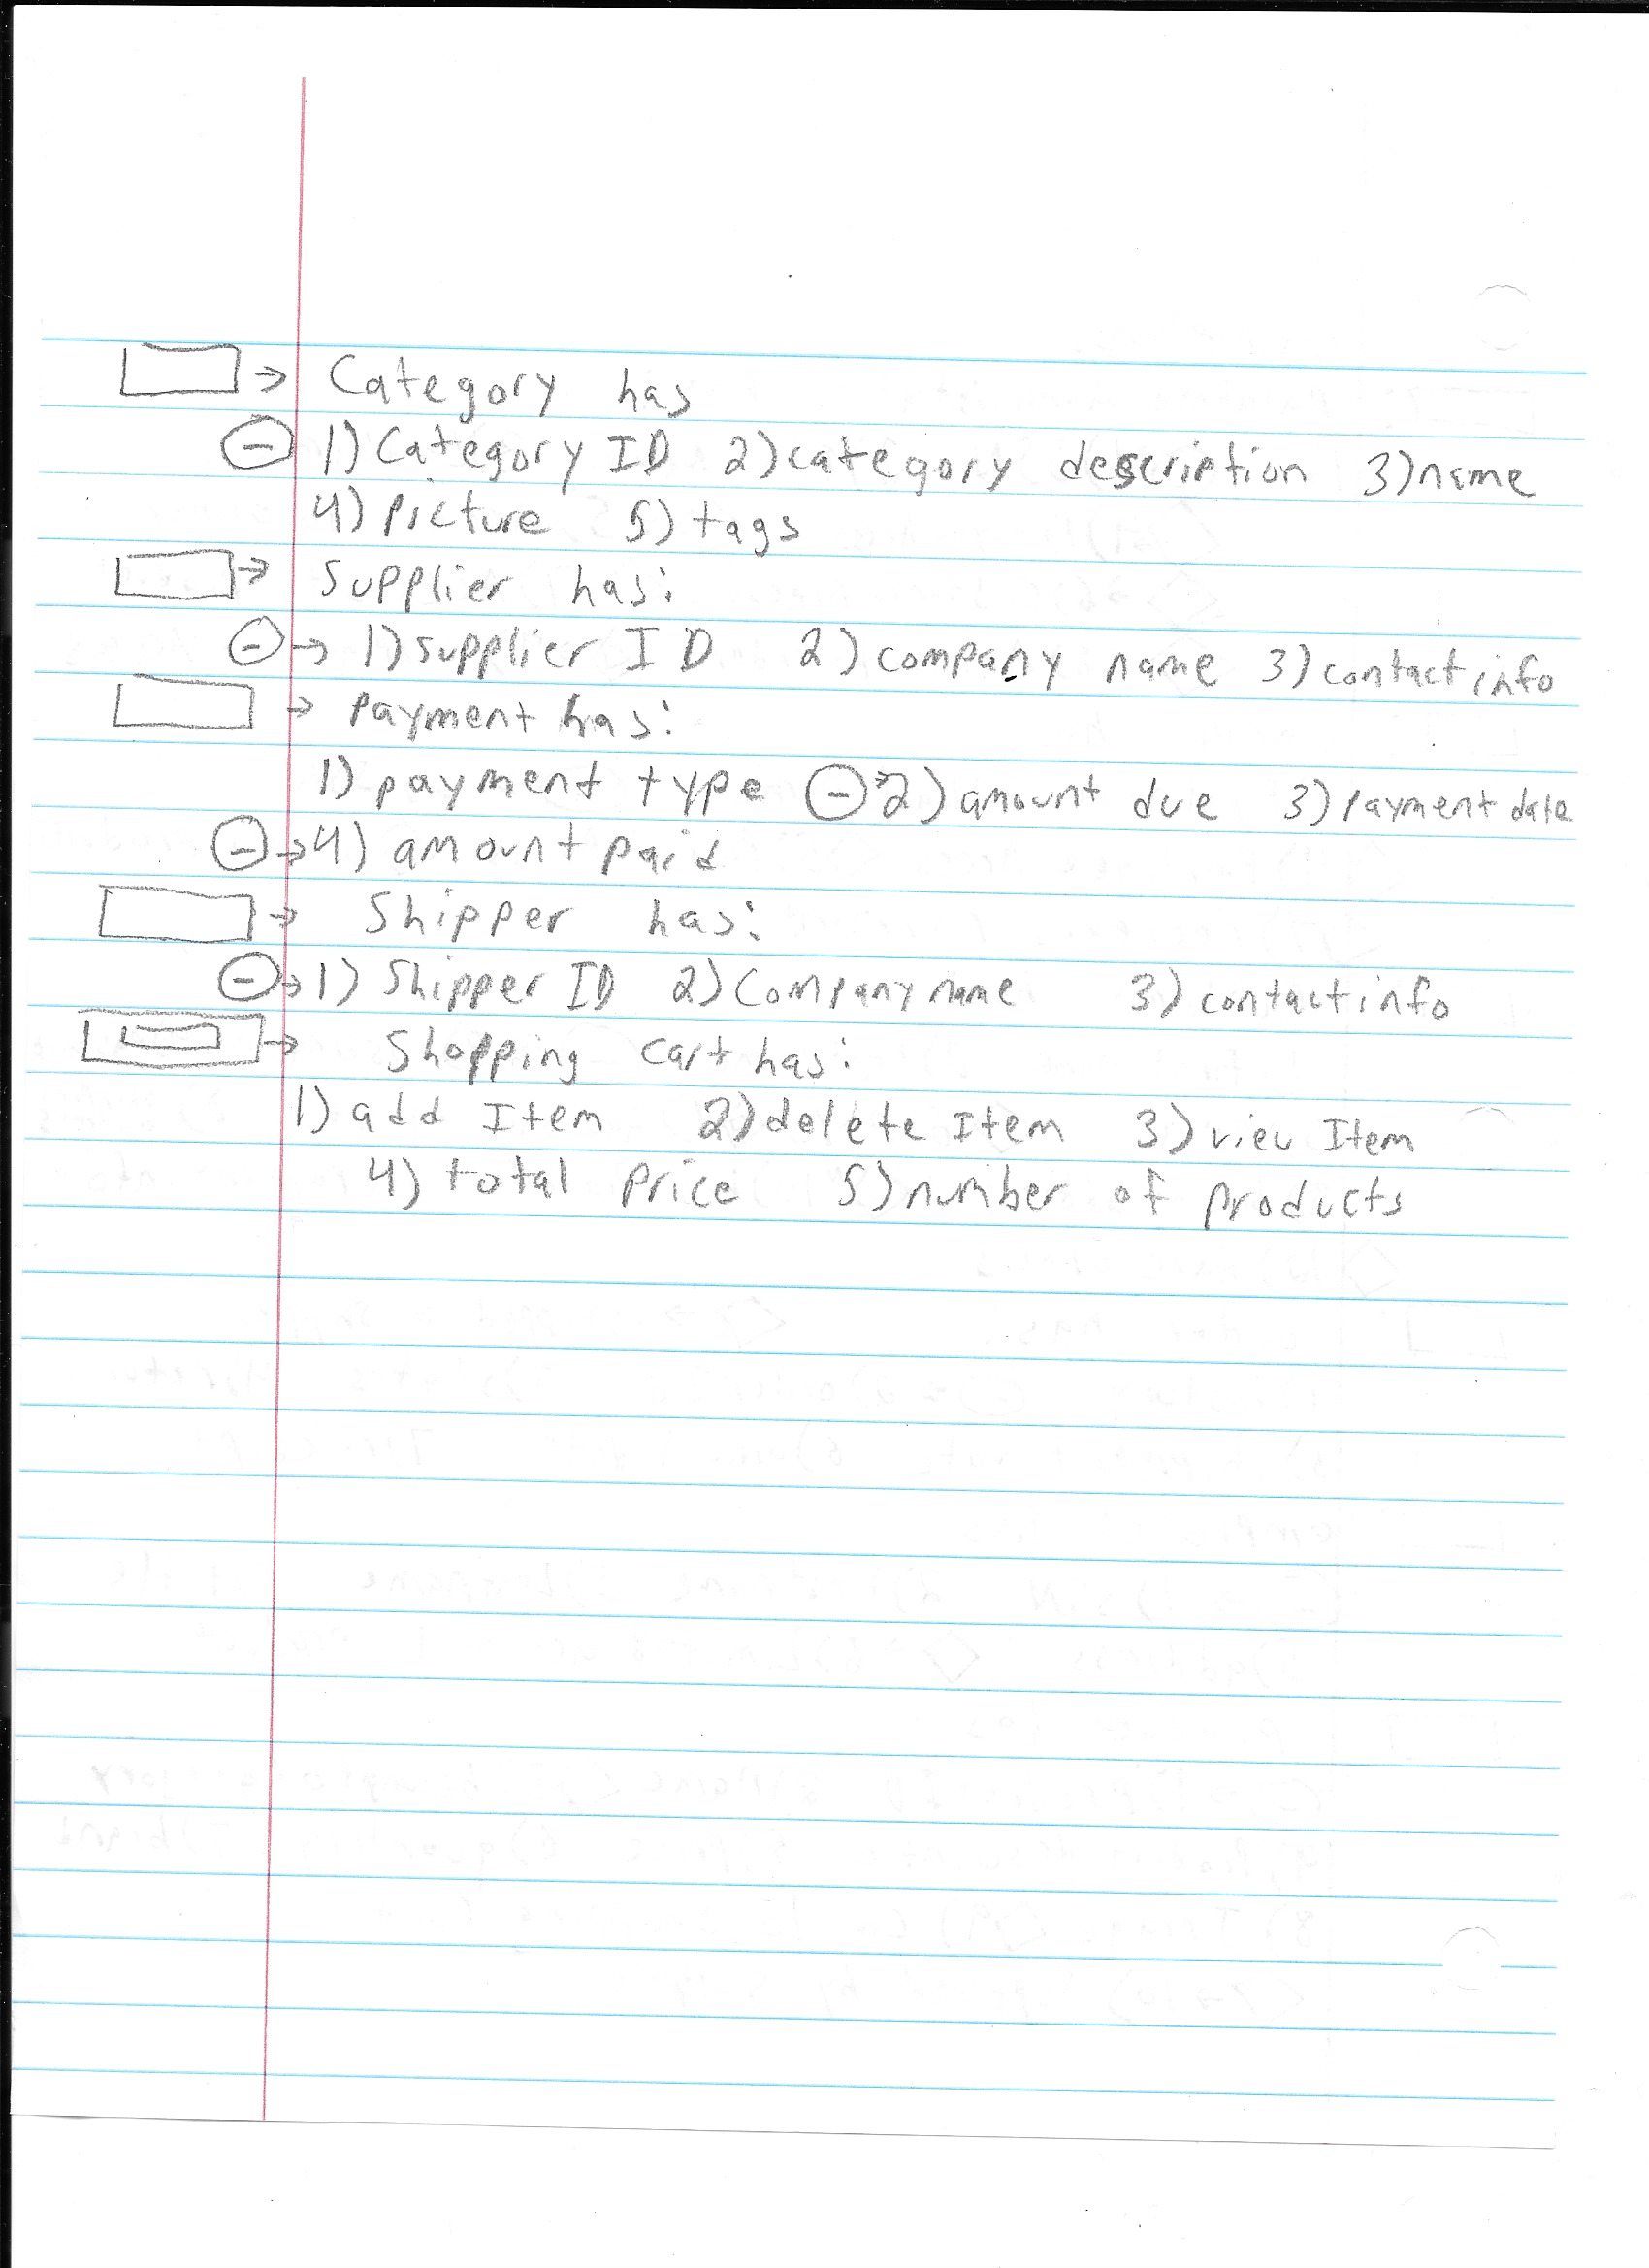 Category has
1) Category ID 2) category description 3) name
4) picture 5) tags
Supplier has:
1) supplier ID 2) company name 3) contact info
Payment has:
1) payment type 2) amount due 3) payment date
4) amount paid
Shipper has:
1) Shipper ID 2) Company name 3) contact info
Shopping cart has:
1) add Item 2) delete Item 3) view Item
4) total price 5) number of products